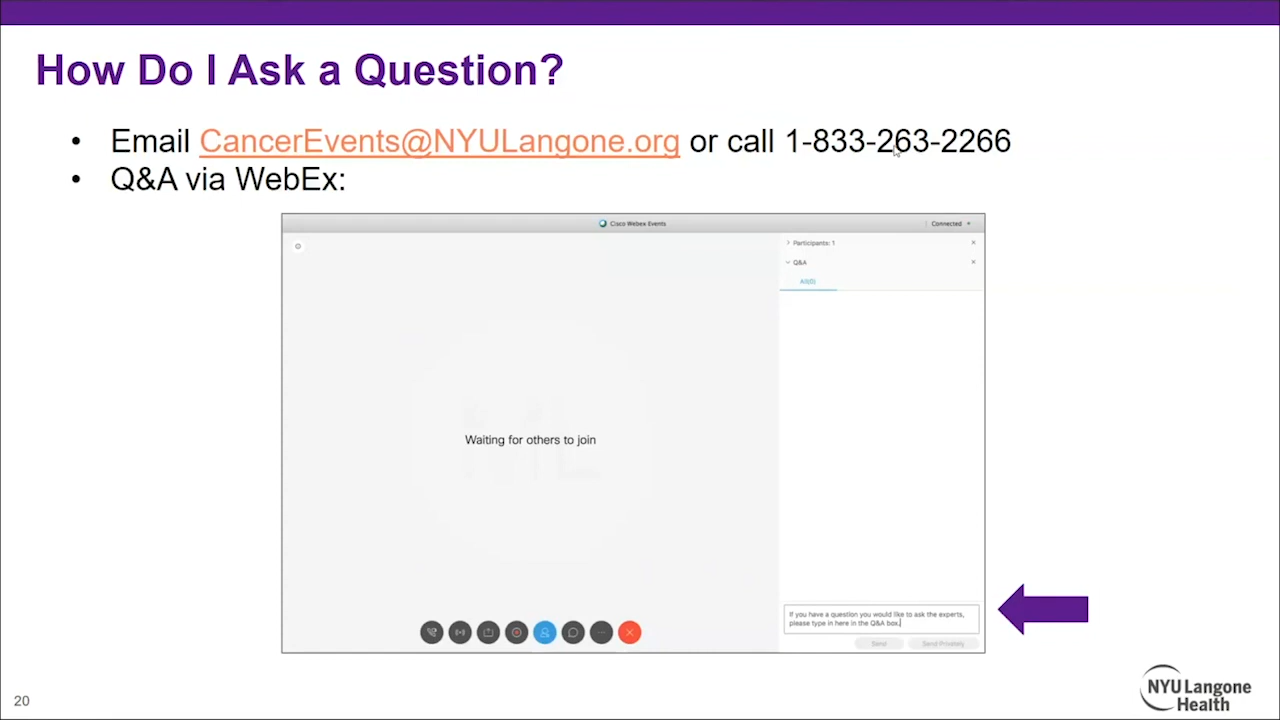 How Do I Ask a Question?
• Email CancerEvents@NYULangone.org or call 1-833-263-2266
• Q&A via WebEx:
Cisco Webex Events
Connected
Participants: 1
Q&A
All(0)
Waiting for others to join
If you have a question you would like to ask the experts,
please type in here in the Q&A box.
Send
Send Privately
20
NYU Langone
Health